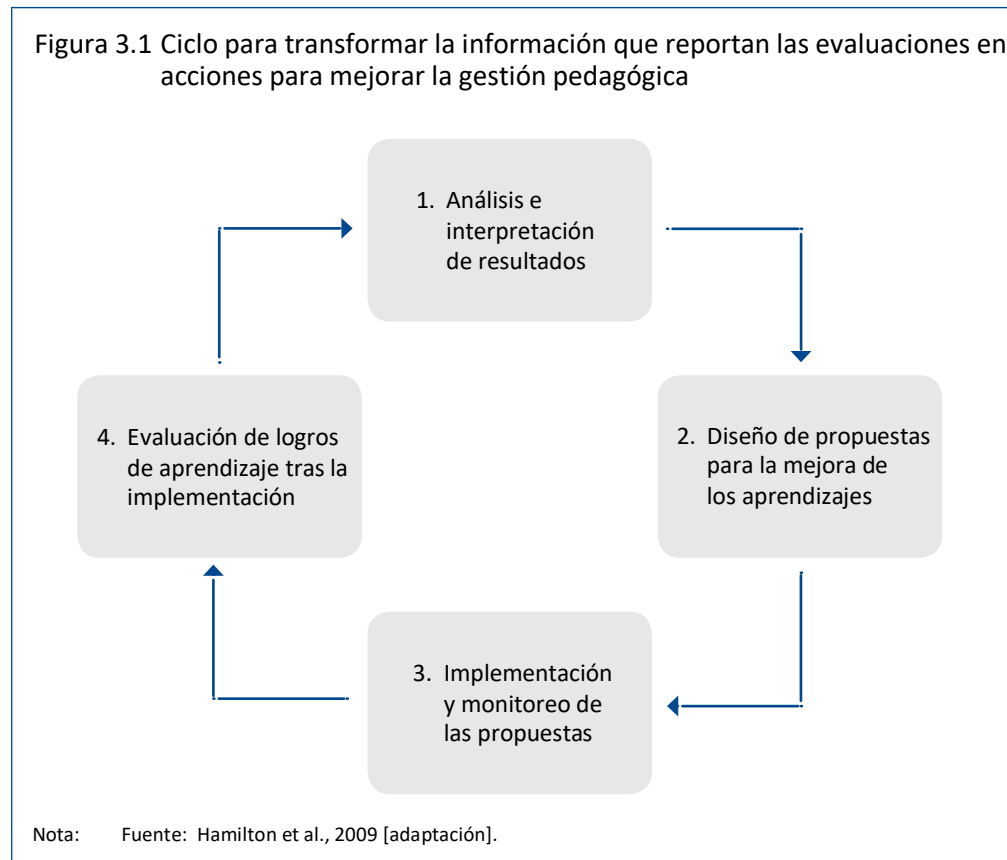 Figura 3.1 Ciclo para transformar la información que reportan las evaluaciones en
acciones para mejorar la gestión pedagógica
1. Análisis e
interpretación
de resultados
2. Diseño de propuestas
para la mejora de
los aprendizajes
3. Implementación
y monitoreo de
las propuestas
4. Evaluación de logros
de aprendizaje tras la
implementación
Nota: Fuente: Hamilton et al., 2009 [adaptación].